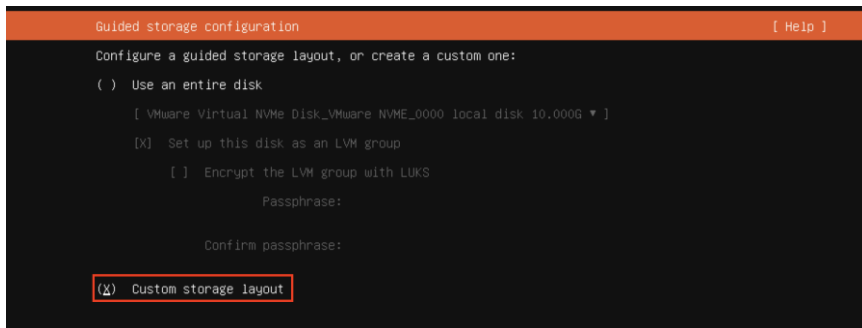 Guided storage configuration [ Help ]
Configure a guided storage layout, or create a custom one:
( ) Use an entire disk
[ VMware Virtual NVMe Disk_VMware NVME_0000 local disk 10.000G ▾ ]
[X] Set up this disk as an LVM group
[ ] Encrypt the LVM group with LUKS
Passphrase:
Confirm passphrase:
(X) Custom storage layout